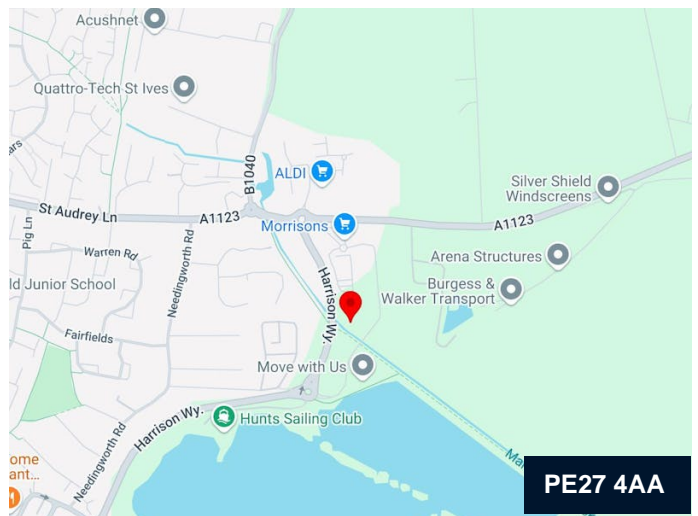 Acushnet
Quattro-Tech St Ives
ars
B1040
ALDI
Silver Shield
Windscreens
St Audrey Ln
A1123
Morrisons
A1123
Pig Ln
Warren Rd
Needingworth Rd
Harrison Wy.
Arena Structures
ld Junior School
Burgess &
Walker Transport
Fairfields
Move with Us
Harrison Wy.
Hunts Sailing Club
Needingworth Rd
Mar
ome
ant...
PE27 4AA